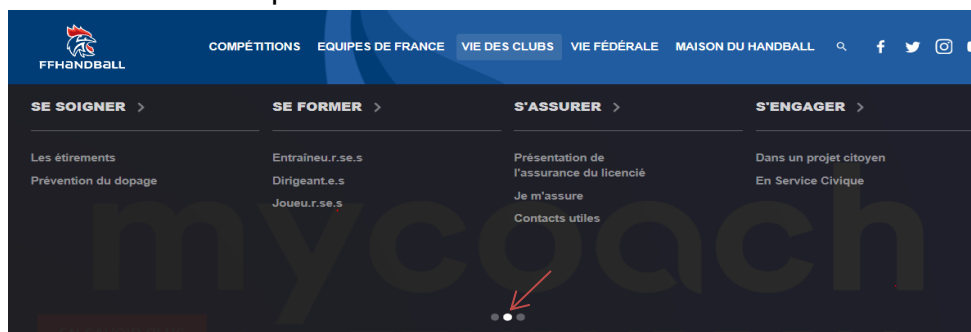 FFHANDBALL
COMPÉTITIONS EQUIPES DE FRANCE VIE DES CLUBS VIE FÉDÉRALE MAISON DU HANDBALL
SE SOIGNER >
Les étirements
Prévention du dopage
SE FORMER >
Entraîneu.r.se.s
Dirigeant.e.s
Joueu.r.se.s
S'ASSURER >
Présentation de
l'assurance du licencié
Je m'assure
Contacts utiles
S'ENGAGER >
Dans un projet citoyen
En Service Civique
mycoach